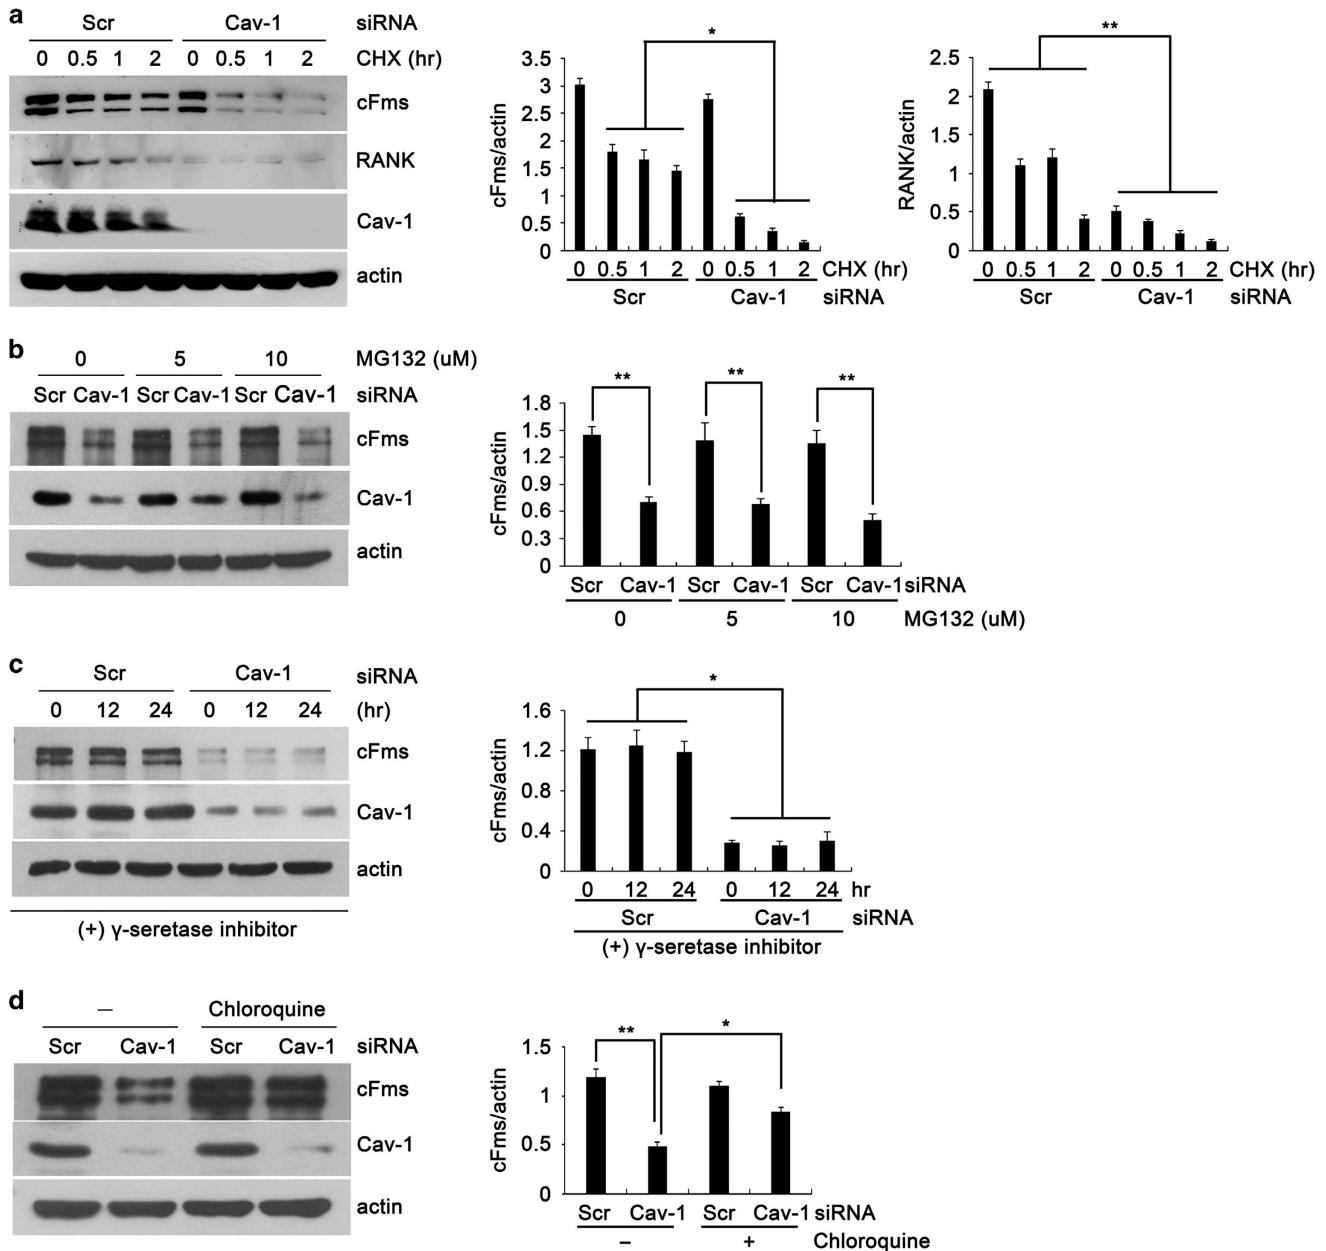 a
Scr Cav-1 siRNA
0 0.5 1 2 0 0.5 1 2 CHX (hr)
cFms
RANK
Cav-1
actin
*
cFms/actin
3.5
3
2.5
2
1.5
1
0.5
0
0 0.5 1 2 0 0.5 1 2 CHX (hr)
Scr Cav-1 siRNA
**
RANK/actin
2.5
2
1.5
1
0.5
0
0 0.5 1 2 0 0.5 1 2 CHX (hr)
Scr Cav-1 siRNA
b
0 5 10 MG132 (uM)
Scr Cav-1 Scr Cav-1 Scr Cav-1 siRNA
cFms
Cav-1
actin
** ** **
cFms/actin
1.8
1.5
1.2
0.9
0.6
0.3
0
Scr Cav-1 Scr Cav-1 Scr Cav-1 siRNA
0 5 10 MG132 (uM)
c
Scr Cav-1 siRNA
0 12 24 0 12 24 (hr)
cFms
Cav-1
actin
(+) γ-seretase inhibitor
*
cFms/actin
1.6
1.2
0.8
0.4
0
0 12 24 0 12 24 hr
Scr Cav-1 siRNA
(+) γ-seretase inhibitor
d
– Chloroquine
Scr Cav-1 Scr Cav-1 siRNA
cFms
Cav-1
actin
** *
cFms/actin
1.5
1
0.5
0
Scr Cav-1 Scr Cav-1 siRNA
– + Chloroquine